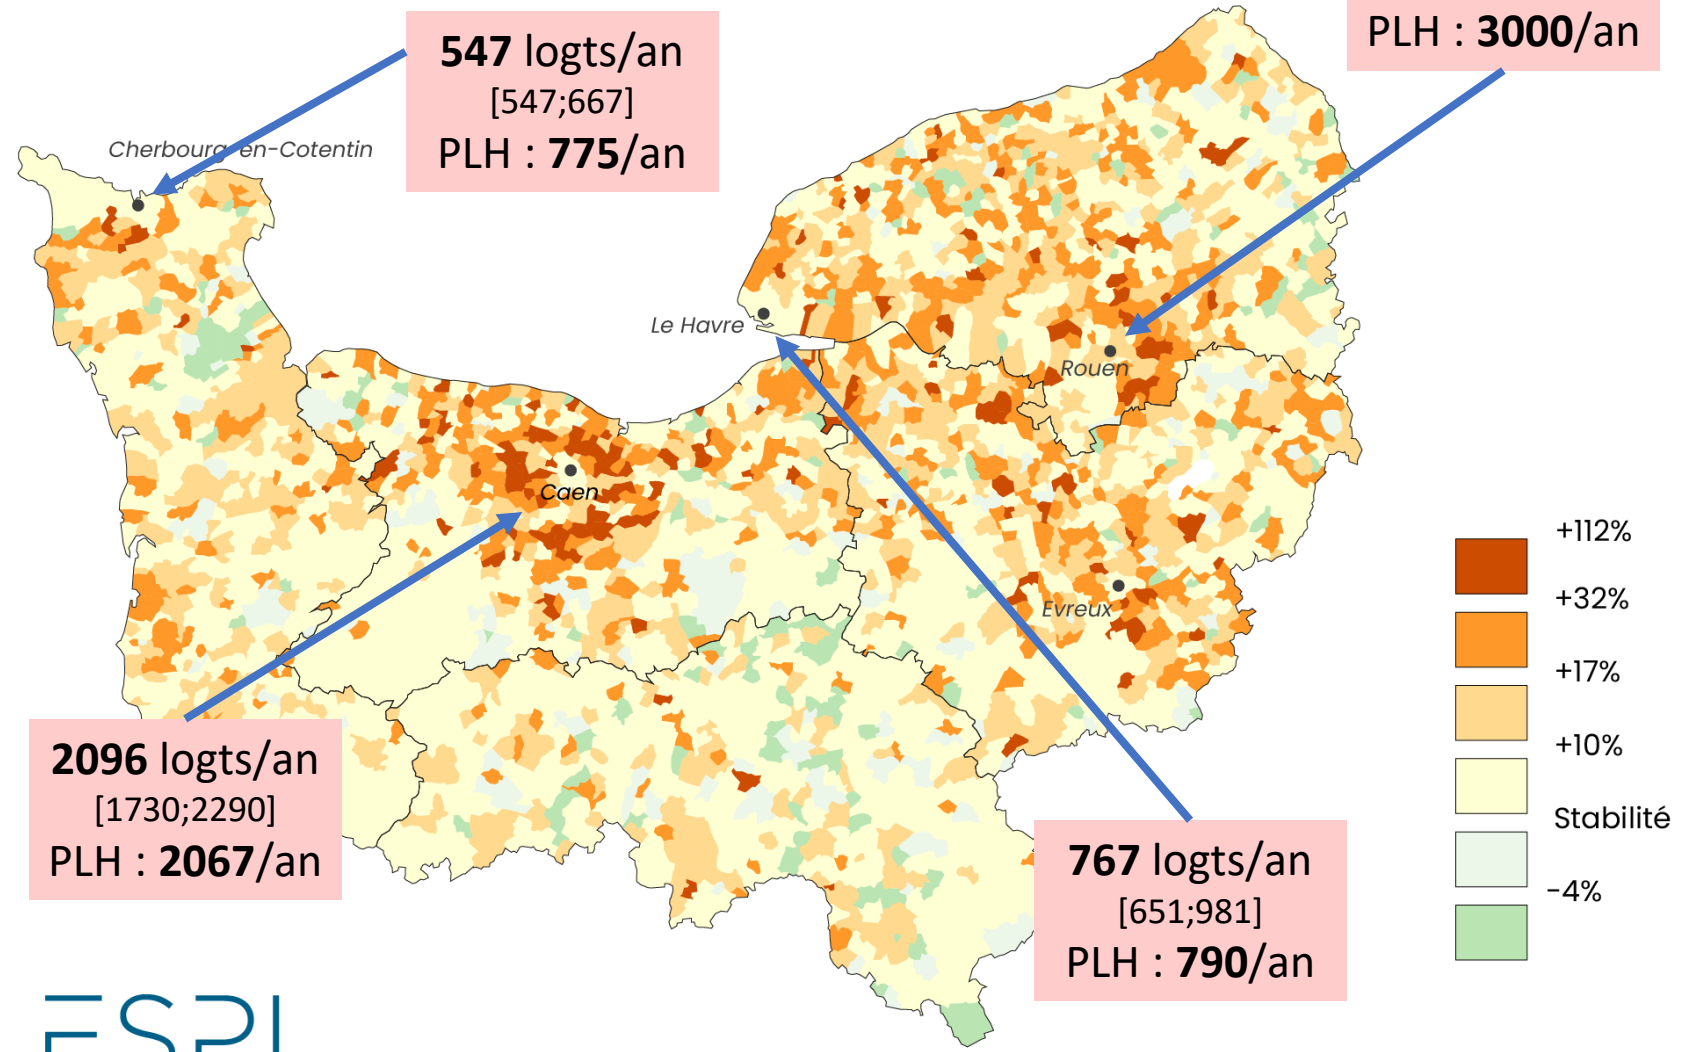 547 logts/an
[547;667]
PLH : 775/an
PLH : 3000/an
Cherbourg-en-Cotentin
Le Havre
Rouen
Caen
Evreux
2096 logts/an
[1730;2290]
PLH : 2067/an
767 logts/an
[651;981]
PLH : 790/an
+112%
+32%
+17%
+10%
Stabilité
-4%
ESPI